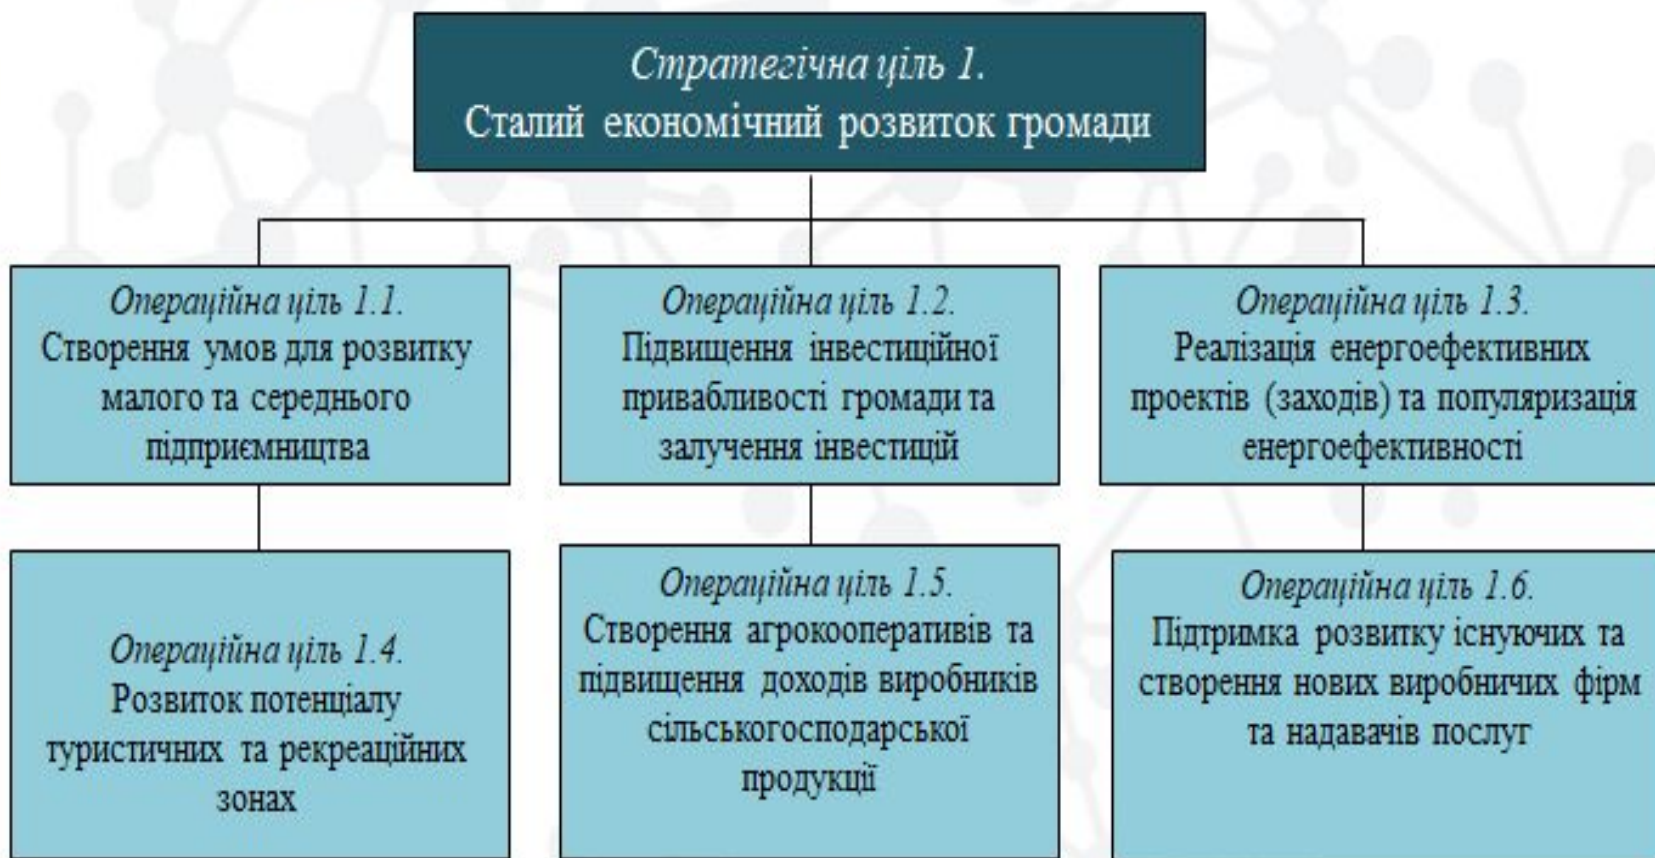 Стратегічна ціль 1.
Сталий економічний розвиток громади
Операційна ціль 1.1.
Створення умов для розвитку
малого та середнього
підприємництва
Операційна ціль 1.2.
Підвищення інвестиційної
привабливості громади та
залучення інвестицій
Операційна ціль 1.3.
Реалізація енергоефективних
проектів (заходів) та популяризація
енергоефективності
Операційна ціль 1.4.
Розвиток потенціалу
туристичних та рекреаційних
зонах
Операційна ціль 1.5.
Створення агрокооперативів та
підвищення доходів виробників
сільськогосподарської
продукції
Операційна ціль 1.6.
Підтримка розвитку існуючих та
створення нових виробничих фірм
та надавачів послуг